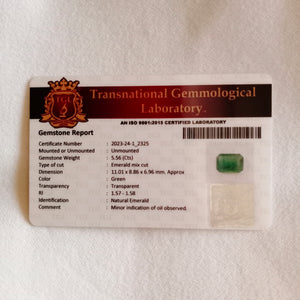 TGL
Transnational Gemmological
Laboratory.
AN ISO 9001:2015 CERTIFIED LABORATORY
Gemstone Report
Certificate Number : 2023-24-1_2325
Mounted or Unmounted : Unmounted
Gemstone Weight : 5.56 (Cts)
Type of cut : Emerald mix cut
Dimension : 11.01 x 8.86 x 6.96 mm, Approx
Color : Green
Transparency : Transparent
RI : 1.57 - 1.58
Identification : Natural Emerald
Comment : Minor indication of oil observed.